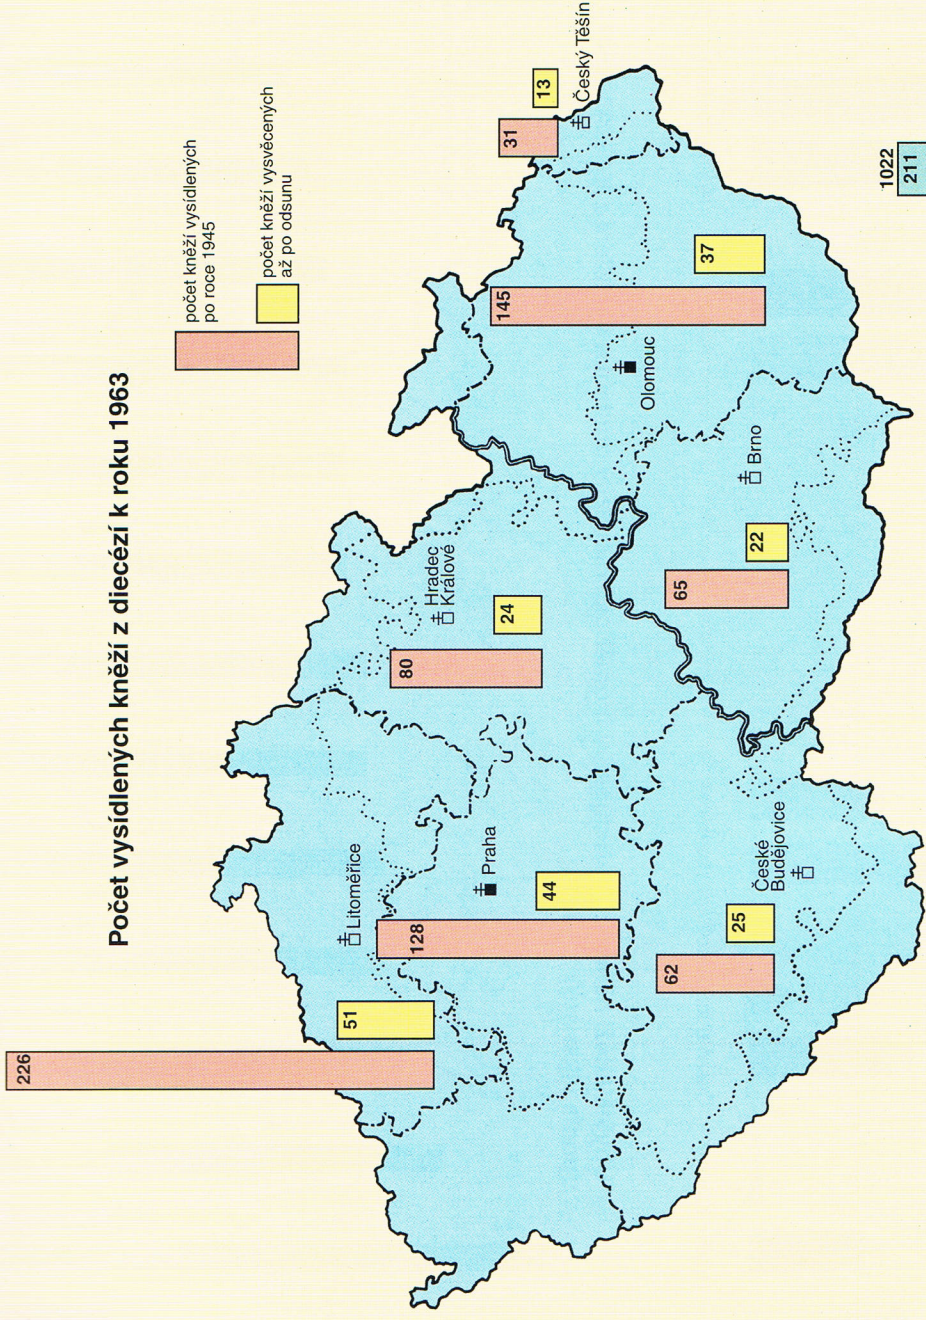 Počet vysídlených kněží z diecézí k roku 1963
počet kněží vysídlených
po roce 1945
počet kněží vysvěcených
až po odsunu
226
51
Litoměřice
128
44
Praha
80
24
Hradec
Králové
62
25
České
Budějovice
65
22
Brno
145
37
Olomouc
31
13
Český Těšín
1022
211